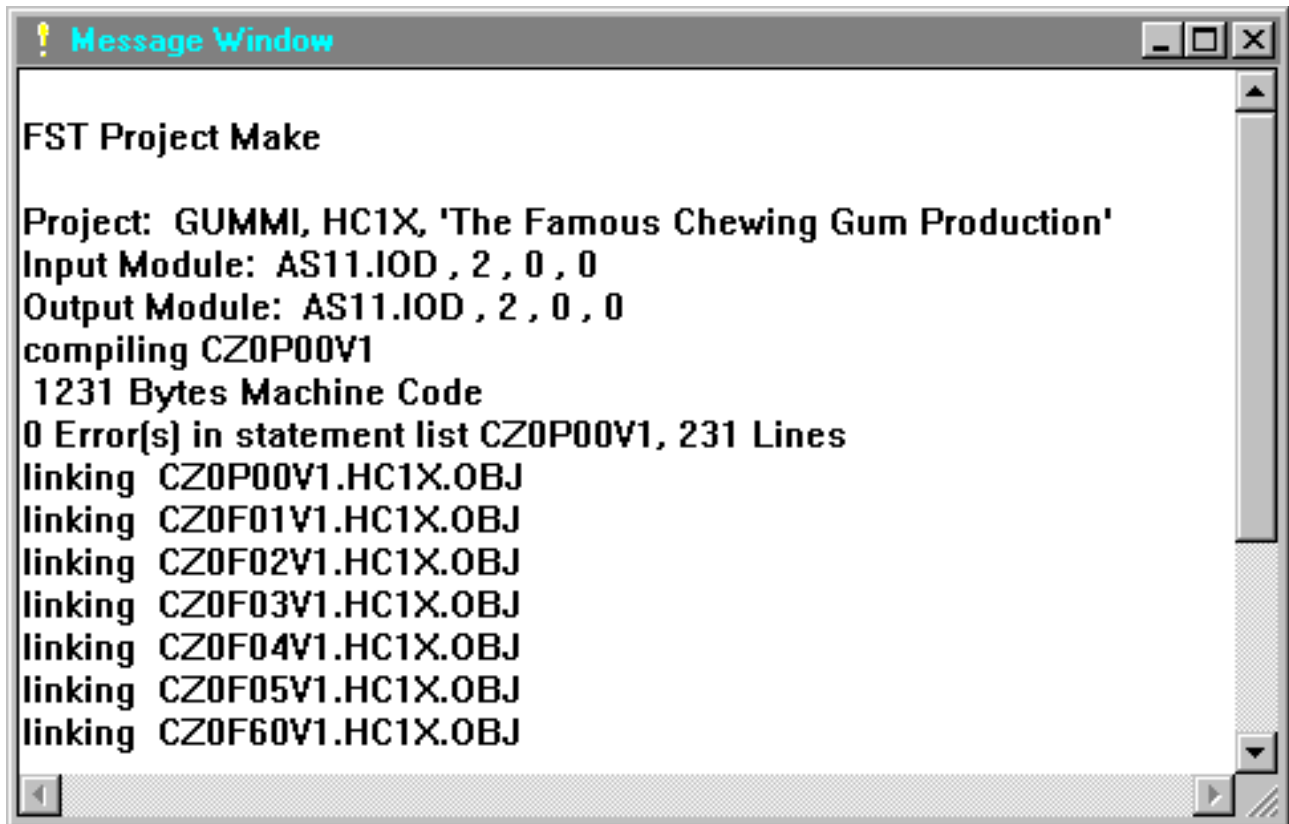 Message Window
FST Project Make
Project: GUMMI, HC1X, 'The Famous Chewing Gum Production'
Input Module: AS11.IOD , 2 , 0 , 0
Output Module: AS11.IOD , 2 , 0 , 0
compiling CZ0P00V1
1231 Bytes Machine Code
0 Error(s) in statement list CZ0P00V1, 231 Lines
linking CZ0P00V1.HC1X.OBJ
linking CZ0F01V1.HC1X.OBJ
linking CZ0F02V1.HC1X.OBJ
linking CZ0F03V1.HC1X.OBJ
linking CZ0F04V1.HC1X.OBJ
linking CZ0F05V1.HC1X.OBJ
linking CZ0F60V1.HC1X.OBJ